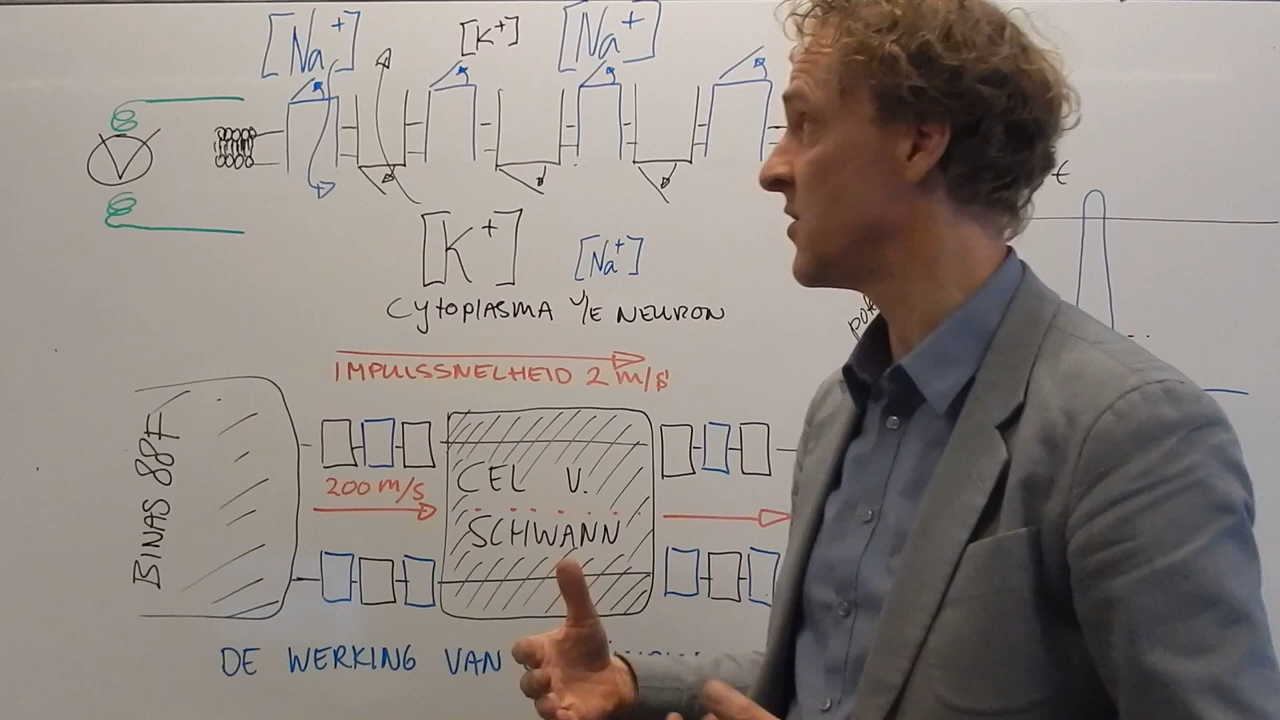 [Na+]
[K+]
[Na+]
V
t
[K+]
[Na+]
CYTOPLASMA V/E NEURON
IMPULSSNELHEID 2 m/s
BINAS 88F
200 m/s
CEL V.
SCHWANN
DE WERKING VAN